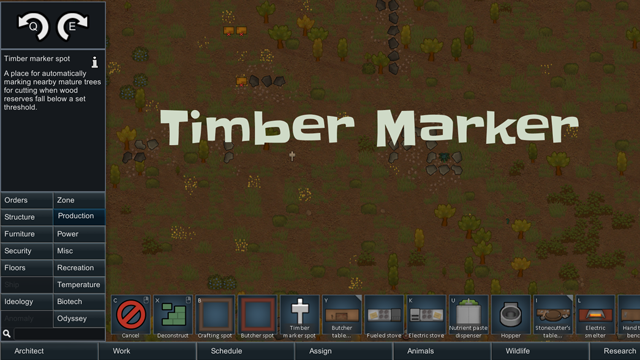 Q E
Timber marker spot
A place for automatically
marking nearby mature trees
for cutting when wood
reserves fall below a set
threshold.
Timber Marker
Orders Zone
Structure Production
Furniture Power
Security Misc
Floors Recreation
Temperature
Ideology Biotech
Anomaly Odyssey
C X B Y K U I L
Cancel
Deconstruct
Crafting spot
Butcher spot
Timber
marker spot
Butcher
table...
Fueled stove
Electric stove
Nutrient paste
dispenser
Hopper
Stonecutter's
table...
Electric
smelter
Hand
Architect Work Schedule Assign Animals Wildlife Research